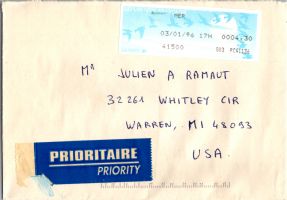 MER
03/01/96 17H 0004,30
41500
Mr JULIEN A RAMAUT
32261 WHITLEY CIR
WARREN, MI 48093
USA.
PRIORITAIRE
PRIORITY